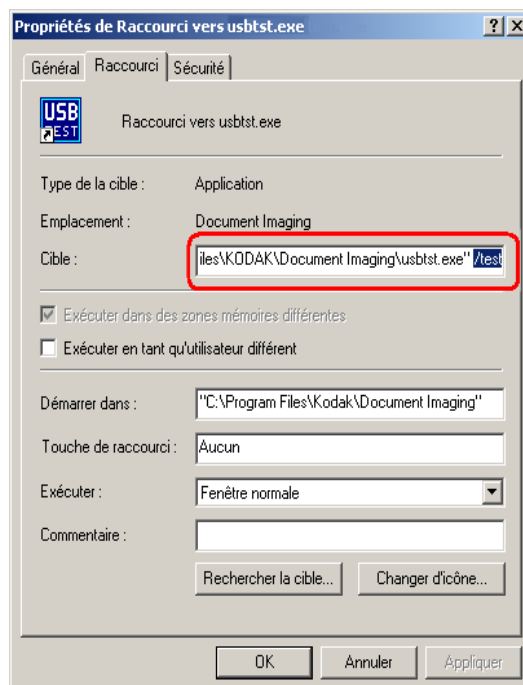 Propriétés de Raccourci vers usbtst.exe
Général Raccourci Sécurité
USB
TEST
Raccourci vers usbtst.exe
Type de la cible : Application
Emplacement : Document Imaging
Cible : iles\KODAK\Document Imaging\usbtst.exe" /test
Exécuter dans des zones mémoires différentes
Exécuter en tant qu'utilisateur différent
Démarrer dans : "C:\Program Files\Kodak\Document Imaging"
Touche de raccourci : Aucun
Exécuter : Fenêtre normale
Commentaire :
Rechercher la cible... Changer d'icône...
OK Annuler Appliquer